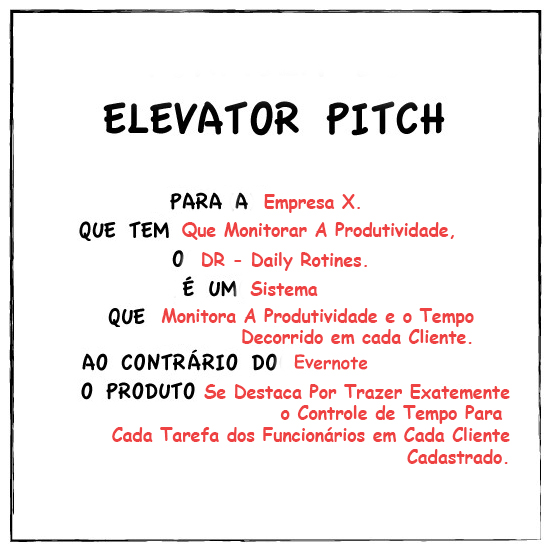 ELEVATOR PITCH
PARA A Empresa X.
QUE TEM Que Monitorar A Produtividade,
O DR - Daily Rotines.
É UM Sistema
QUE Monitora A Produtividade e o Tempo
Decorrido em cada Cliente.
AO CONTRÁRIO DO Evernote
O PRODUTO Se Destaca Por Trazer Exatemente
o Controle de Tempo Para
Cada Tarefa dos Funcionários em Cada Cliente
Cadastrado.